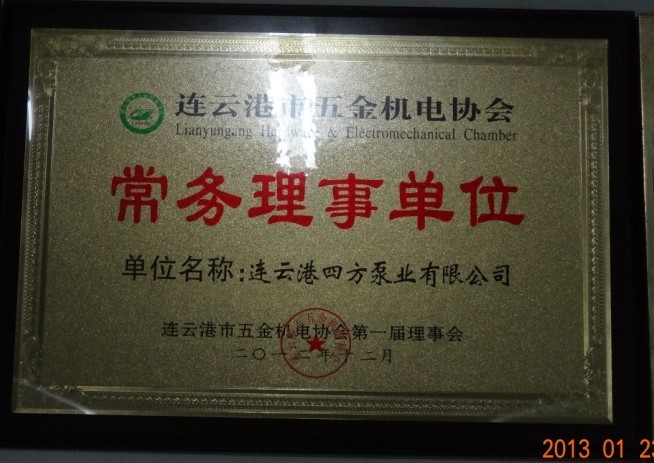 连云港市五金机电协会
Lianyungang Hardware & Electromechanical Chamber
常务理事单位
单位名称:连云港四方泵业有限公司
连云港市五金机电协会第一届理事会
二〇一二年十二月
2013 01 23